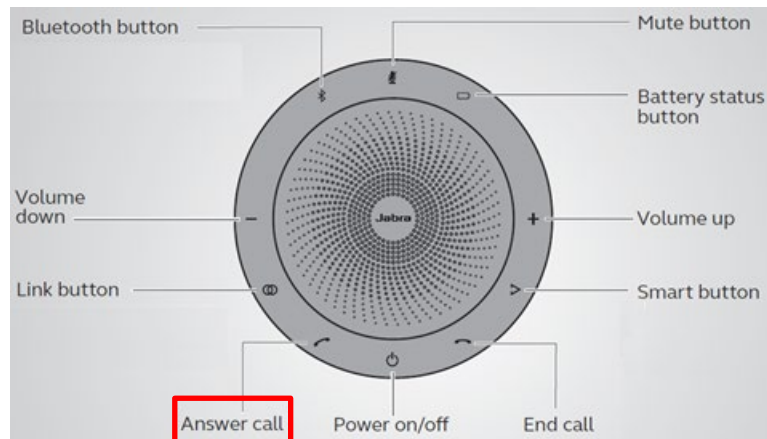 Bluetooth button
Mute button
Battery status
button
Volume
down
Jabra
Volume up
Link button
Smart button
Answer call
Power on/off
End call